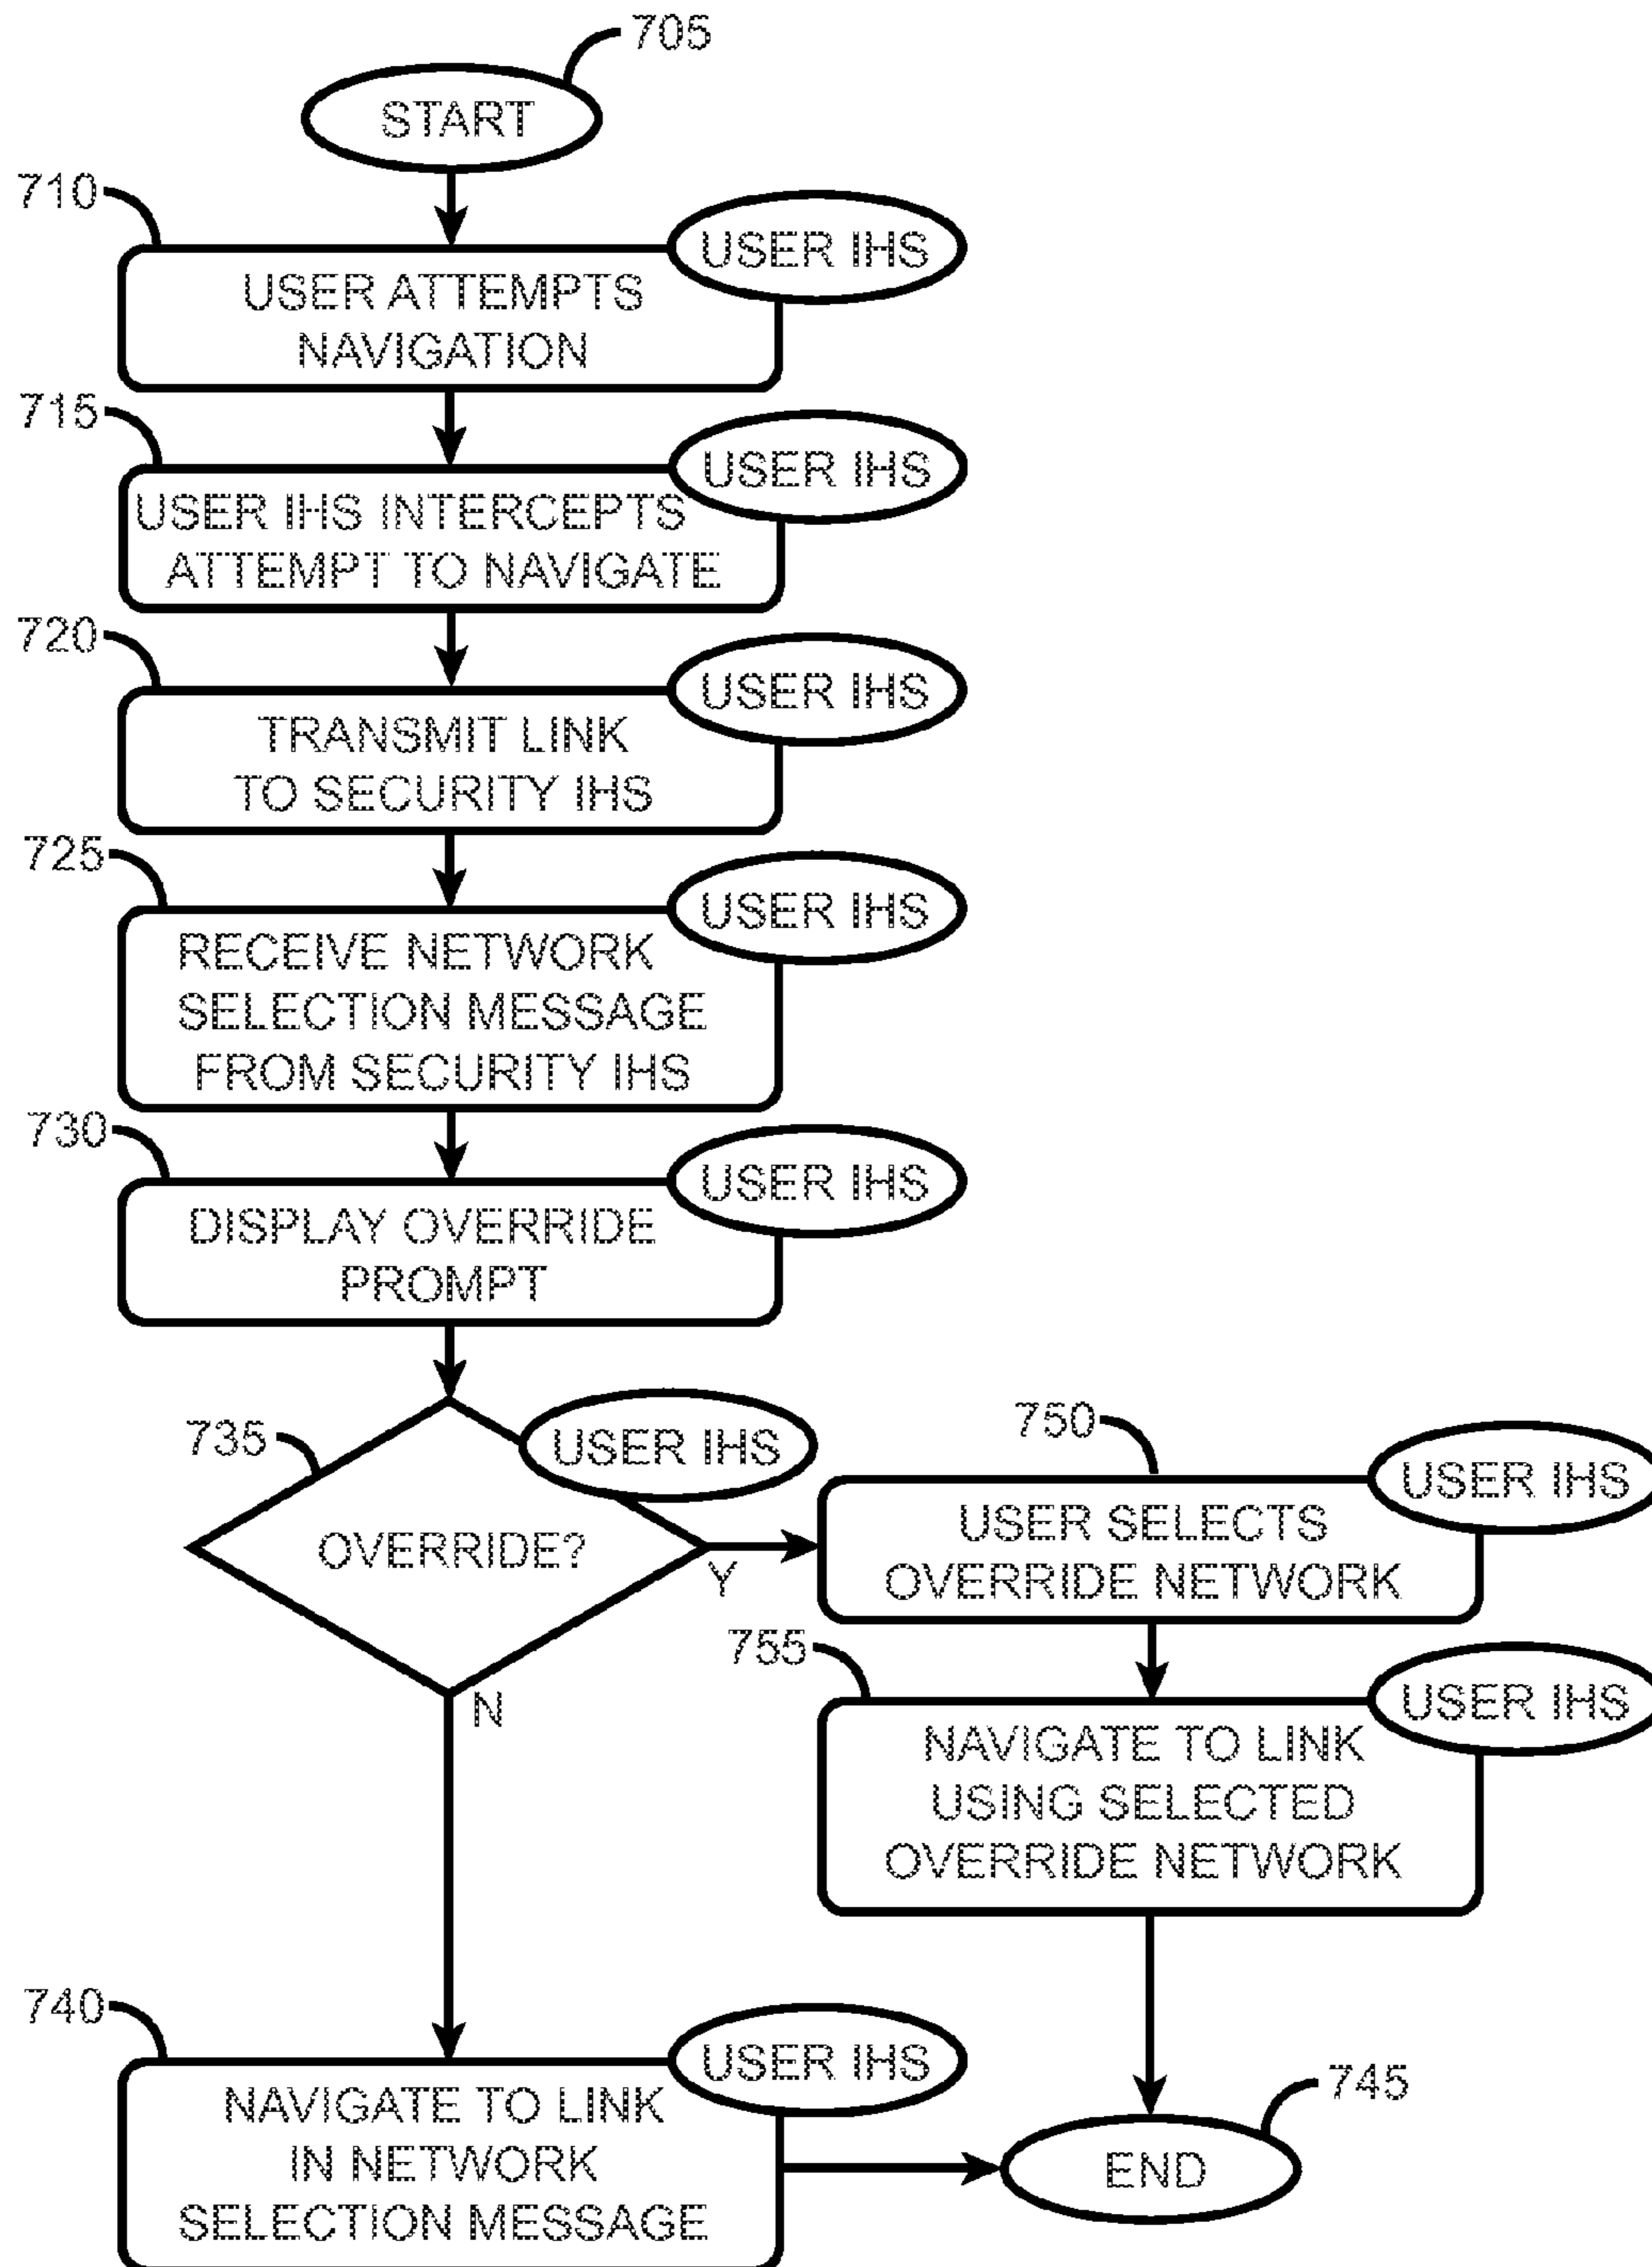 705
START
710
USER IHS
USER ATTEMPTS
NAVIGATION
715
USER IHS
USER IHS INTERCEPTS
ATTEMPT TO NAVIGATE
720
USER IHS
TRANSMIT LINK
TO SECURITY IHS
725
USER IHS
RECEIVE NETWORK
SELECTION MESSAGE
FROM SECURITY IHS
730
USER IHS
DISPLAY OVERRIDE
PROMPT
735
USER IHS
OVERRIDE?
Y
N
750
USER IHS
USER SELECTS
OVERRIDE NETWORK
755
USER IHS
NAVIGATE TO LINK
USING SELECTED
OVERRIDE NETWORK
740
USER IHS
NAVIGATE TO LINK
IN NETWORK
SELECTION MESSAGE
745
END